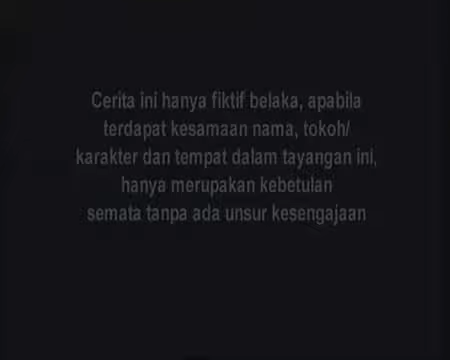 Cerita ini hanya fiktif belaka, apabila
terdapat kesamaan nama, tokoh/
karakter dan tempat dalam tayangan ini,
hanya merupakan kebetulan
semata tanpa ada unsur kesengajaan